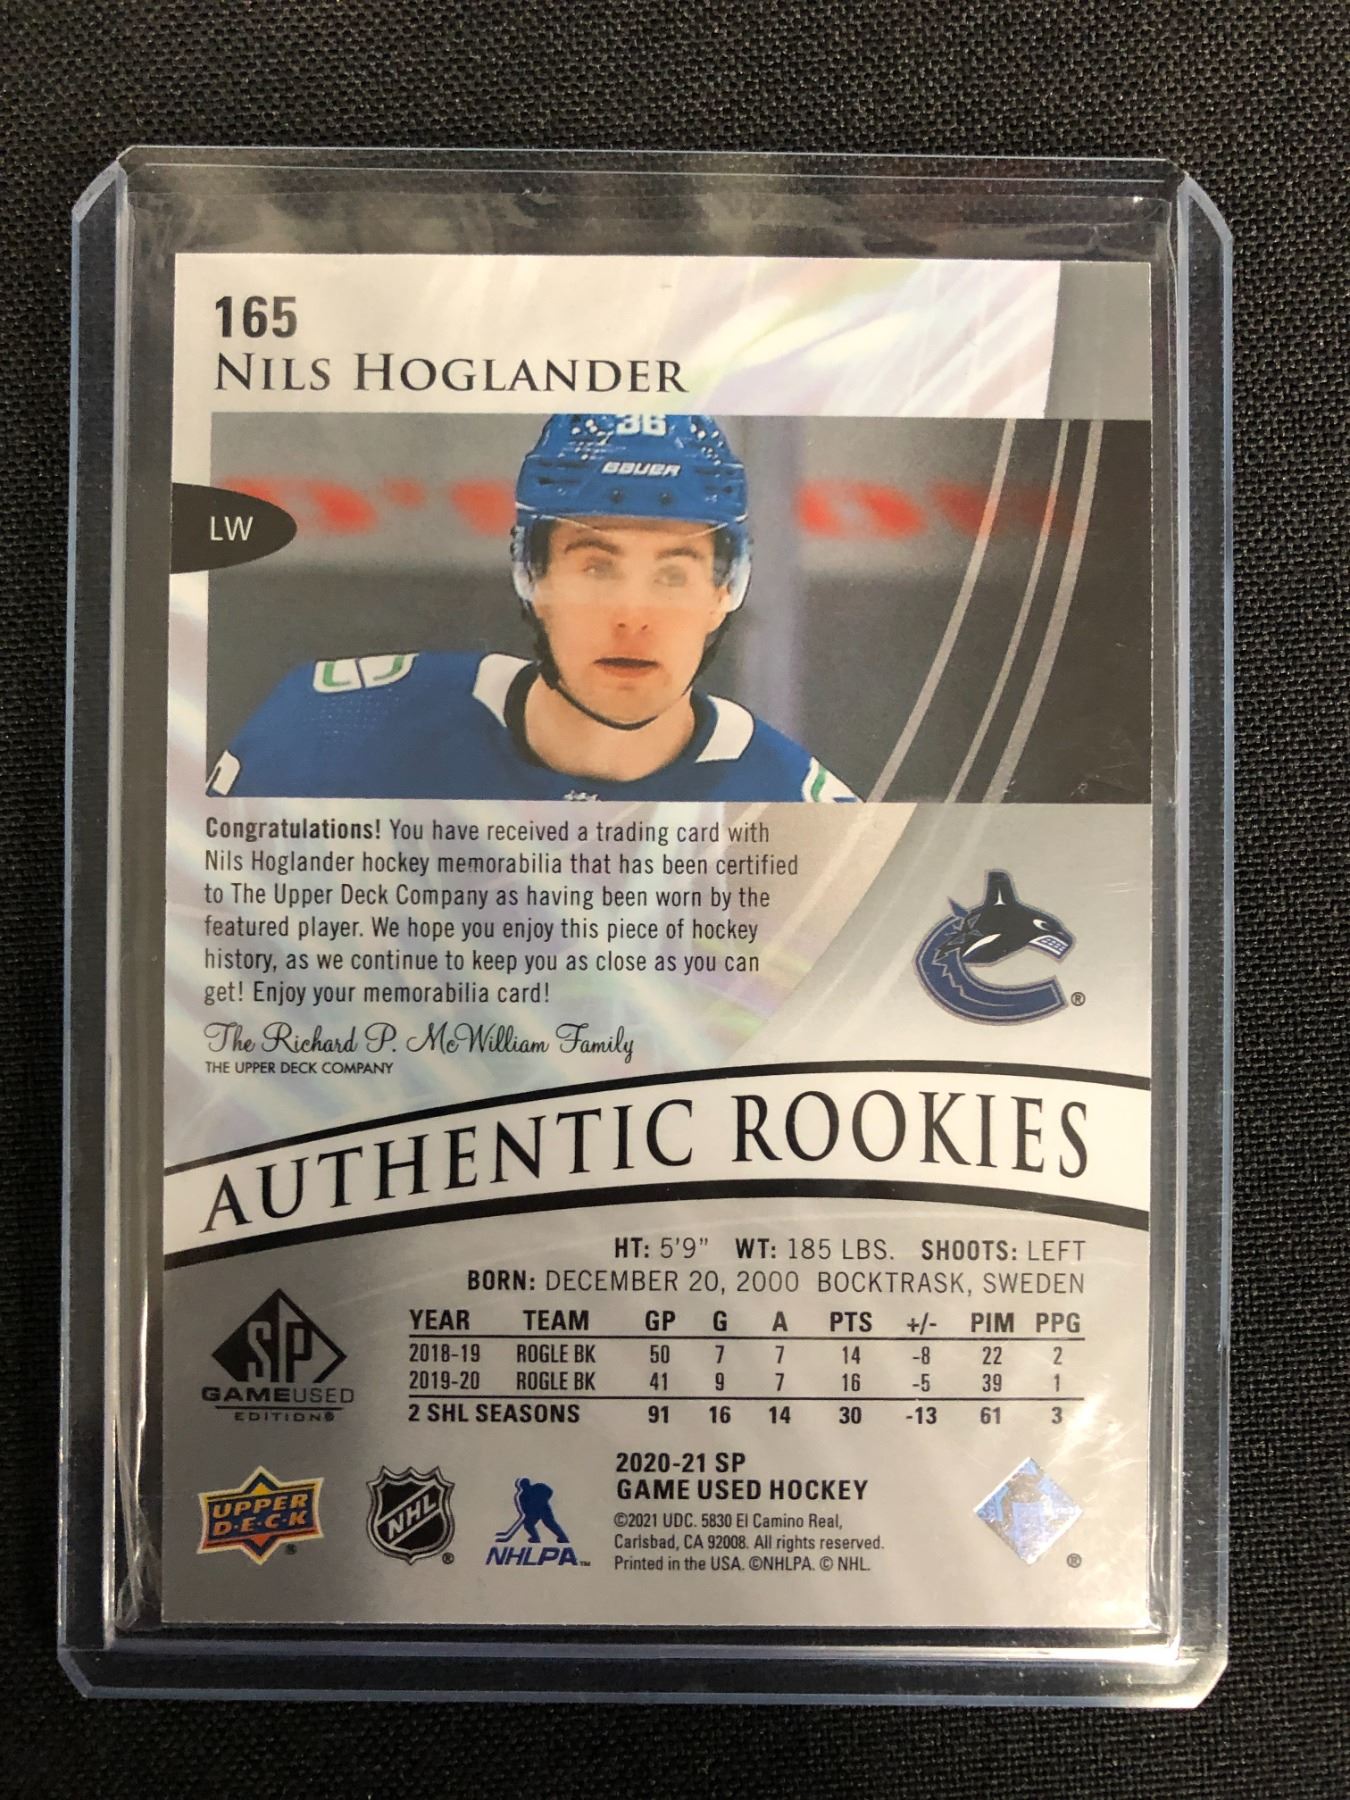 165
NILS HOGLANDER
36
BAUER
LW
Congratulations! You have received a trading card with
Nils Hoglander hockey memorabilia that has been certified
to The Upper Deck Company as having been worn by the
featured player. We hope you enjoy this piece of hockey
history, as we continue to keep you as close as you can
get! Enjoy your memorabilia card!
The Richard P. McWilliam Family
THE UPPER DECK COMPANY
®
AUTHENTIC ROOKIES
HT: 5'9" WT: 185 LBS. SHOOTS: LEFT
BORN: DECEMBER 20, 2000 BOCKTRASK, SWEDEN
YEAR TEAM GP G A PTS +/- PIM PPG
2018-19 ROGLE BK 50 7 7 14 -8 22 2
2019-20 ROGLE BK 41 9 7 16 -5 39 1
2 SHL SEASONS 91 16 14 30 -13 61 3
SP
GAMEUSED
EDITION®
UPPER
D·E·C·K
®
NHL
®
NHLPA™
2020-21 SP
GAME USED HOCKEY
©2021 UDC. 5830 El Camino Real,
Carlsbad, CA 92008. All rights reserved.
Printed in the USA. ©NHLPA. © NHL.
®